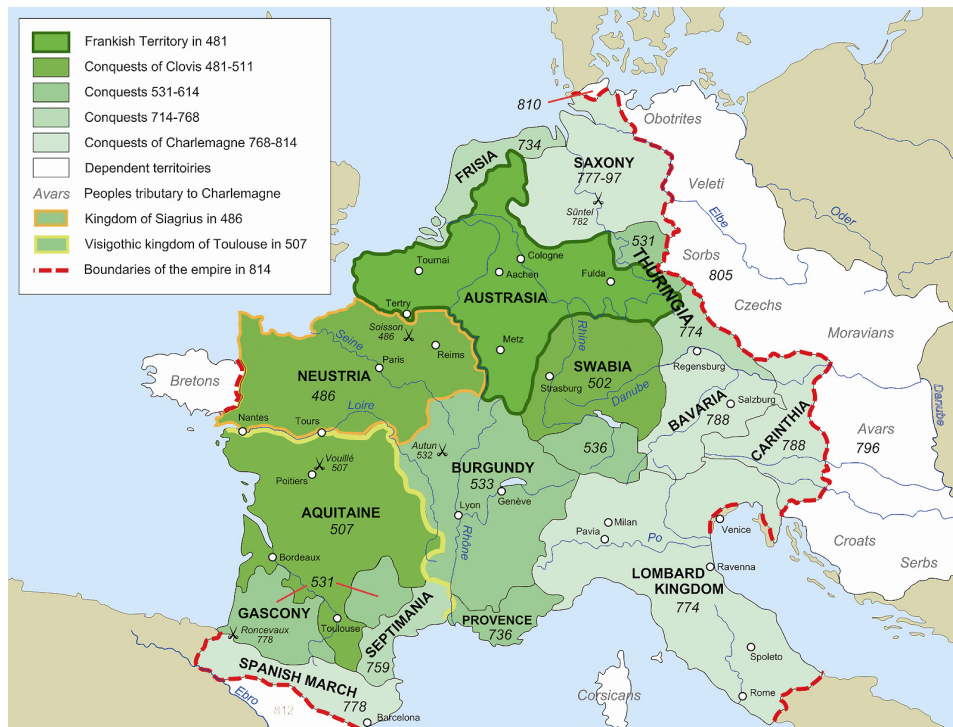 Frankish Territory in 481
Conquests of Clovis 481-511
Conquests 531-614
Conquests 714-768
Conquests of Charlemagne 768-814
Dependent territoiries
Avars
Peoples tributary to Charlemagne
Kingdom of Siagrius in 486
Visigothic kingdom of Toulouse in 507
Boundaries of the empire in 814
810
Obotrites
734
FRISIA
SAXONY
777-97
Veleti
Süntel
782
Elbe
Oder
531
Sorbs
805
Tournai
Cologne
Aachen
Fulda
THURINGIA
AUSTRASIA
Czechs
Tertry
Soisson
486
Seine
Reims
Paris
Metz
Rhine
774
Moravians
Regensburg
Bretons
NEUSTRIA
486
Strasburg
SWABIA
502
Danube
BAVARIA
788
Salzburg
CARINTHIA
788
Danube
Loire
Nantes
Tours
Avars
796
Autun
532
BURGUNDY
533
536
Vouillé
507
Poitiers
Genève
Lyon
AQUITAINE
507
Milan
Pavia
Po
Venice
Croats
Serbs
Rhône
Bordeaux
531
Ravenna
LOMBARD
KINGDOM
774
GASCONY
Roncevaux
778
Toulouse
SEPTIMANIA
759
PROVENCE
736
SPANISH MARCH
778
Spoleto
Rome
Corsicans
Ebro
812
Barcelona